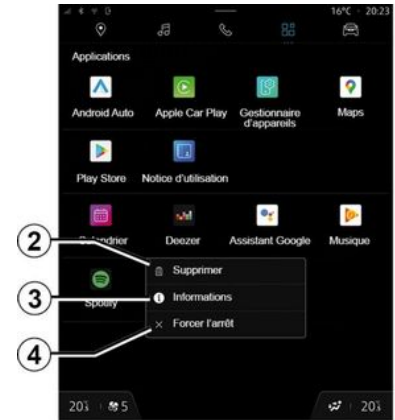 16°C 20:23
Applications
Android Auto
Apple Car Play
Gestionnaire d'appareils
Maps
Play Store
Notice d'utilisation
Calendrier
Deezer
Assistant Google
Musique
Spotify
2
Supprimer
3
Informations
4
Forcer l'arrêt
20
5
20